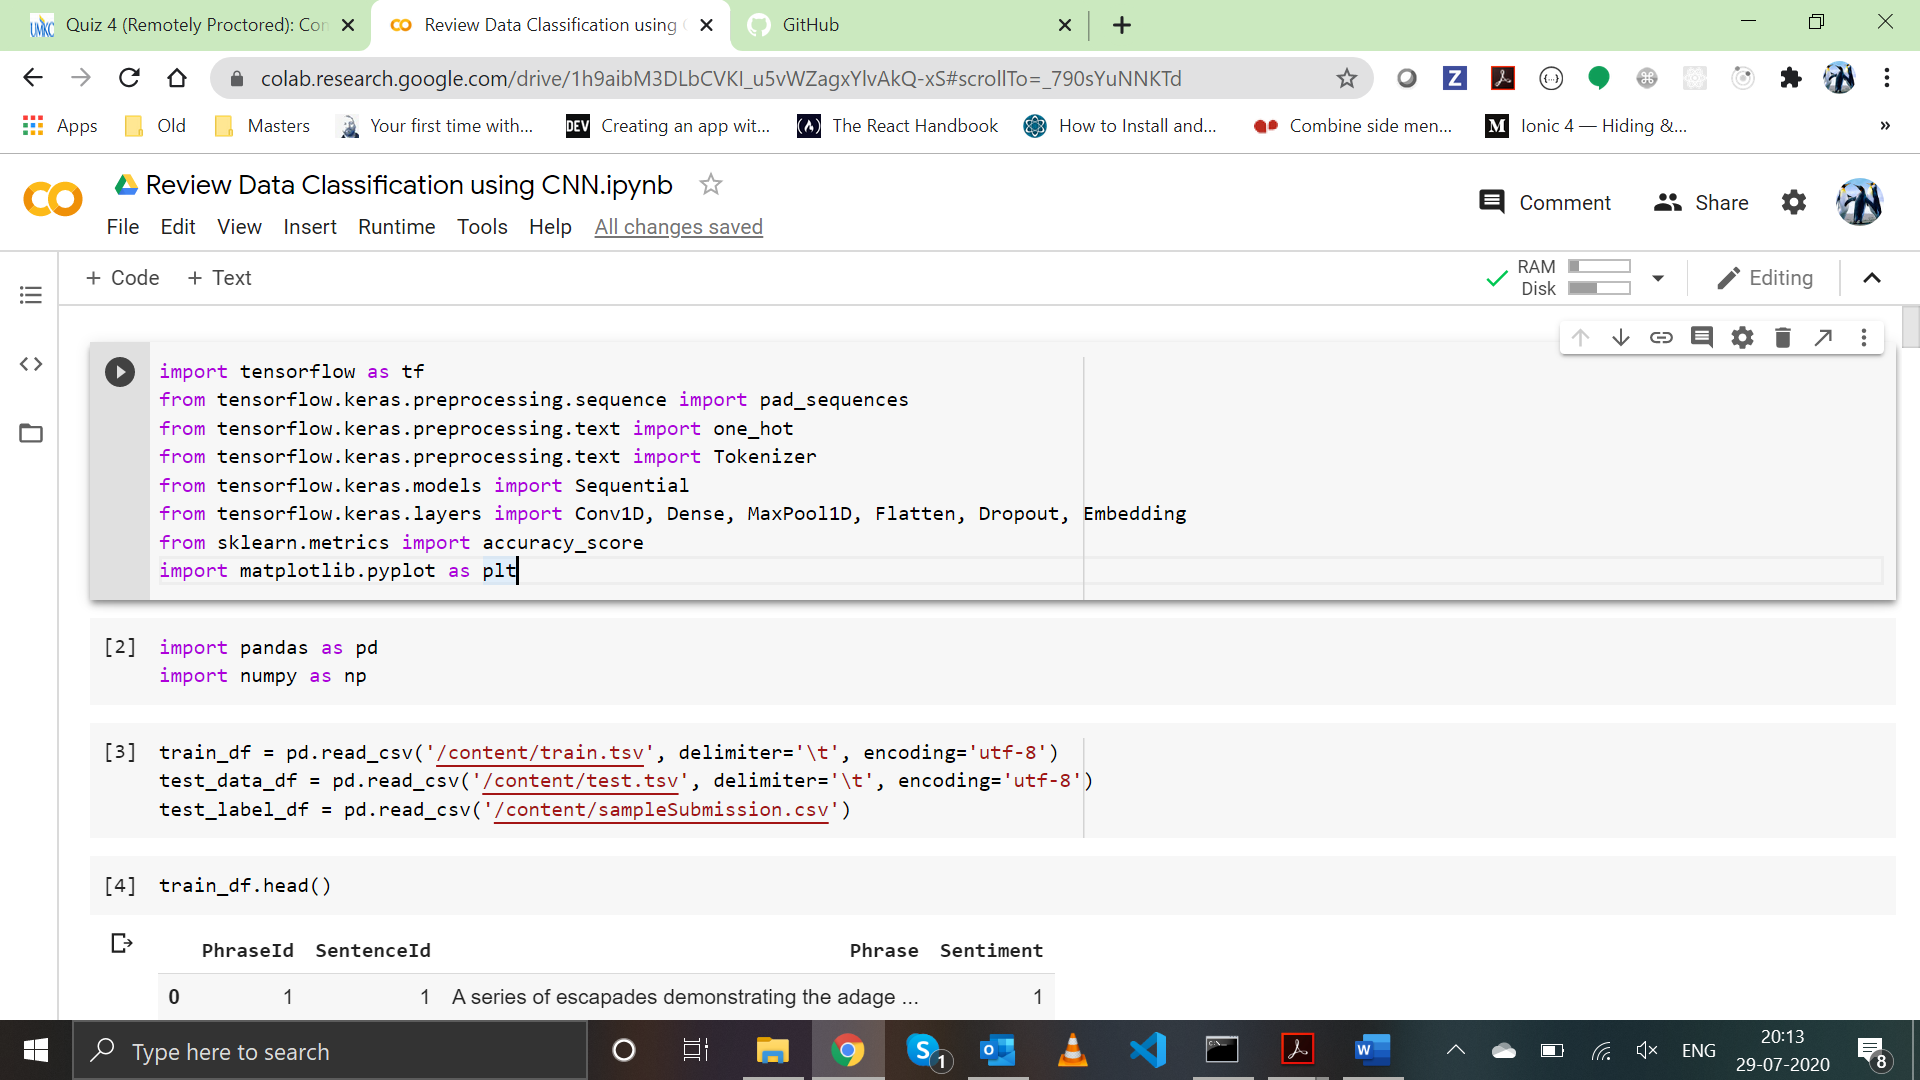 Quiz 4 (Remotely Proctored): Con
Review Data Classification using C
GitHub
colab.research.google.com/drive/1h9aibM3DLbCVKI_u5vWZagxYlvAkQ-xS#scrollTo=_790sYuNNKTd
Apps
Old
Masters
Your first time with...
DEV
Creating an app wit...
The React Handbook
How to Install and...
Combine side men...
M
Ionic 4 — Hiding &...
»
Review Data Classification using CNN.ipynb
Comment
Share
File Edit View Insert Runtime Tools Help All changes saved
+ Code + Text
RAM
Disk
Editing
import tensorflow as tf
from tensorflow.keras.preprocessing.sequence import pad_sequences
from tensorflow.keras.preprocessing.text import one_hot
from tensorflow.keras.preprocessing.text import Tokenizer
from tensorflow.keras.models import Sequential
from tensorflow.keras.layers import Conv1D, Dense, MaxPool1D, Flatten, Dropout, Embedding
from sklearn.metrics import accuracy_score
import matplotlib.pyplot as plt
[2] import pandas as pd
import numpy as np
[3] train_df = pd.read_csv('/content/train.tsv', delimiter='\t', encoding='utf-8')
test_data_df = pd.read_csv('/content/test.tsv', delimiter='\t', encoding='utf-8')
test_label_df = pd.read_csv('/content/sampleSubmission.csv')
[4] train_df.head()
PhraseId SentenceId Phrase Sentiment
0 1 1 A series of escapades demonstrating the adage ... 1
Type here to search
1
ENG
20:13
29-07-2020
8